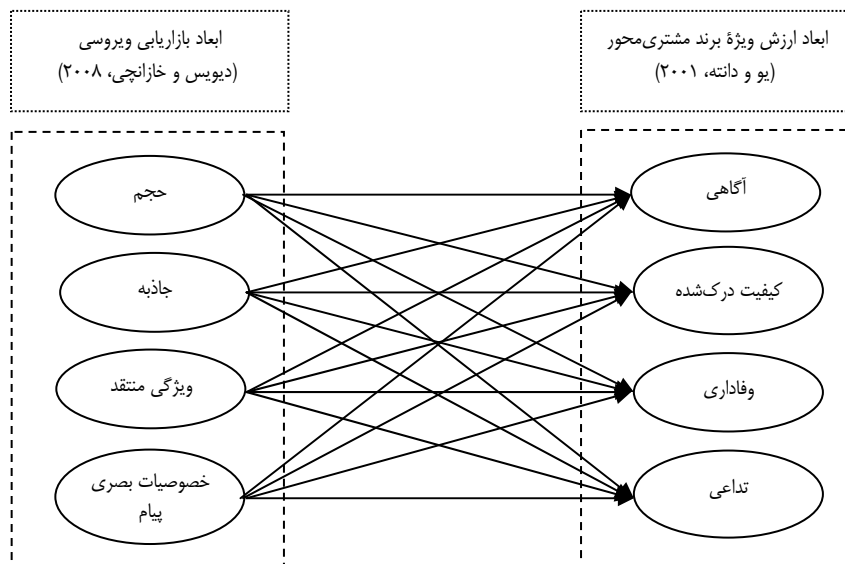 ابعاد ارزش ویژۀ برند مشتری‌محور
(یو و دانته، ۲۰۰۱)
ابعاد بازاریابی ویروسی
(دیویس و خازانچی، ۲۰۰۸)
آگاهی
حجم
کیفیت درک‌شده
جاذبه
وفاداری
ویژگی منتقد
تداعی
خصوصیات بصری
پیام